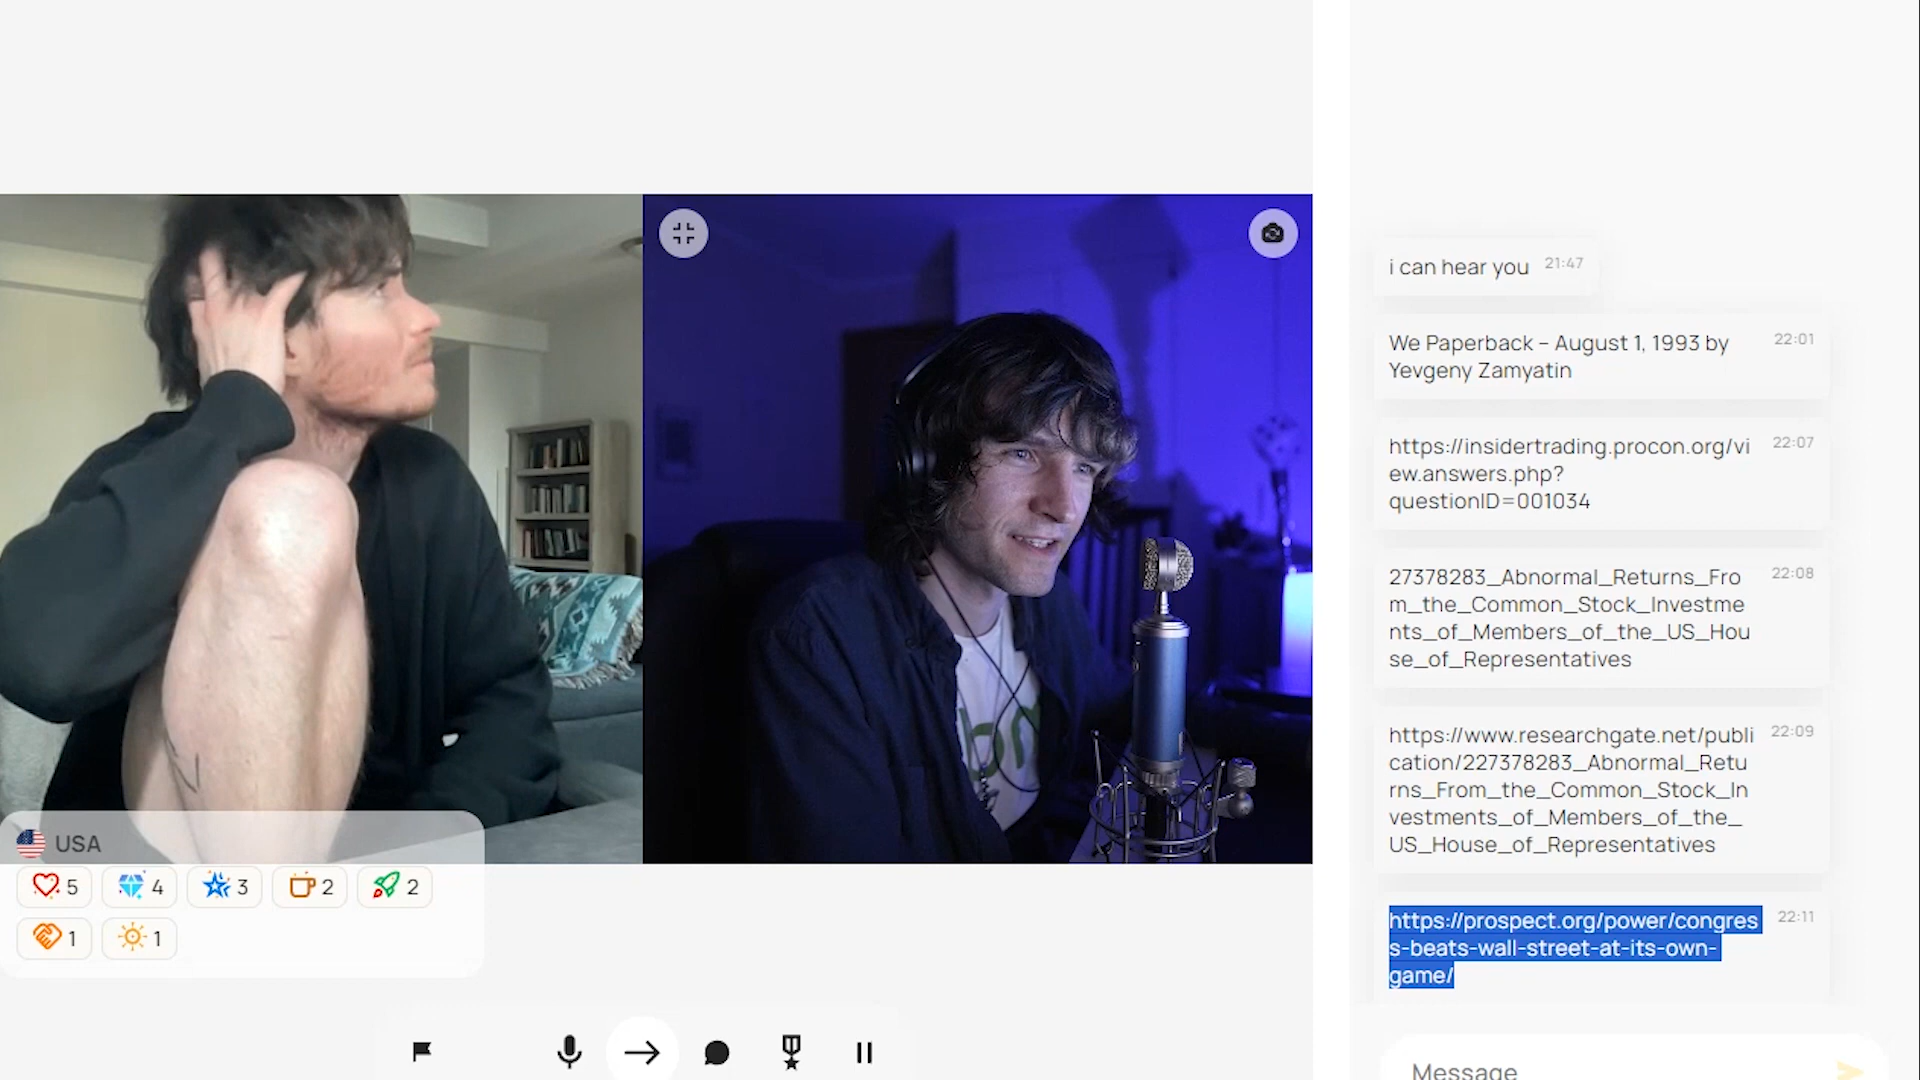 i can hear you 21:47
We Paperback – August 1, 1993 by 22:01
Yevgeny Zamyatin
https://insidertrading.procon.org/vi 22:07
ew.answers.php?
questionID=001034
27378283_Abnormal_Returns_Fro 22:08
m_the_Common_Stock_Investme
nts_of_Members_of_the_US_Hou
se_of_Representatives
https://www.researchgate.net/publi 22:09
cation/227378283_Abnormal_Retu
rns_From_the_Common_Stock_In
vestments_of_Members_of_the_
US_House_of_Representatives
https://prospect.org/power/congres 22:11
s-beats-wall-street-at-its-own-
game/
Message
USA
5 4 3 2 2
1 1